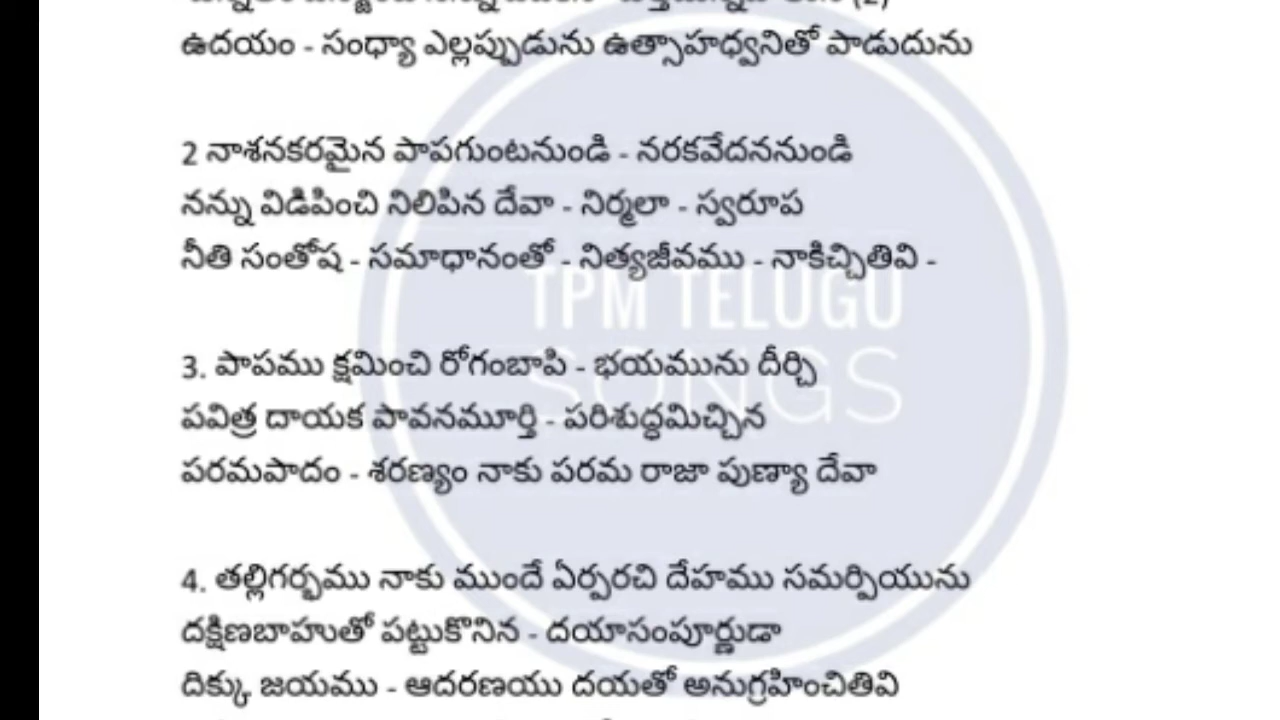 ఉదయం - సంధ్యా ఎల్లప్పుడును ఉత్సాహధ్వనితో పాడుదును
2 నాశనకరమైన పాపగుంటనుండి - నరకవేదననుండి
నన్ను విడిపించి నిలిపిన దేవా - నిర్మలా - స్వరూప
నీతి సంతోష - సమాధానంతో - నిత్యజీవము - నాకిచ్చితివి -
TPM TELUGU
SONGS
3. పాపము క్షమించి రోగంబాపి - భయమును దీర్చి
పవిత్ర దాయక పావనమూర్తి - పరిశుద్ధమిచ్చిన
పరమపాదం - శరణ్యం నాకు పరమ రాజా పుణ్యా దేవా
4. తల్లిగర్భము నాకు ముందే ఏర్పరచి దేహము సమర్పియును
దక్షిణబాహుతో పట్టుకొనిన - దయాసంపూర్ణుడా
దిక్కు జయము - ఆదరణయు దయతో అనుగ్రహించితివి